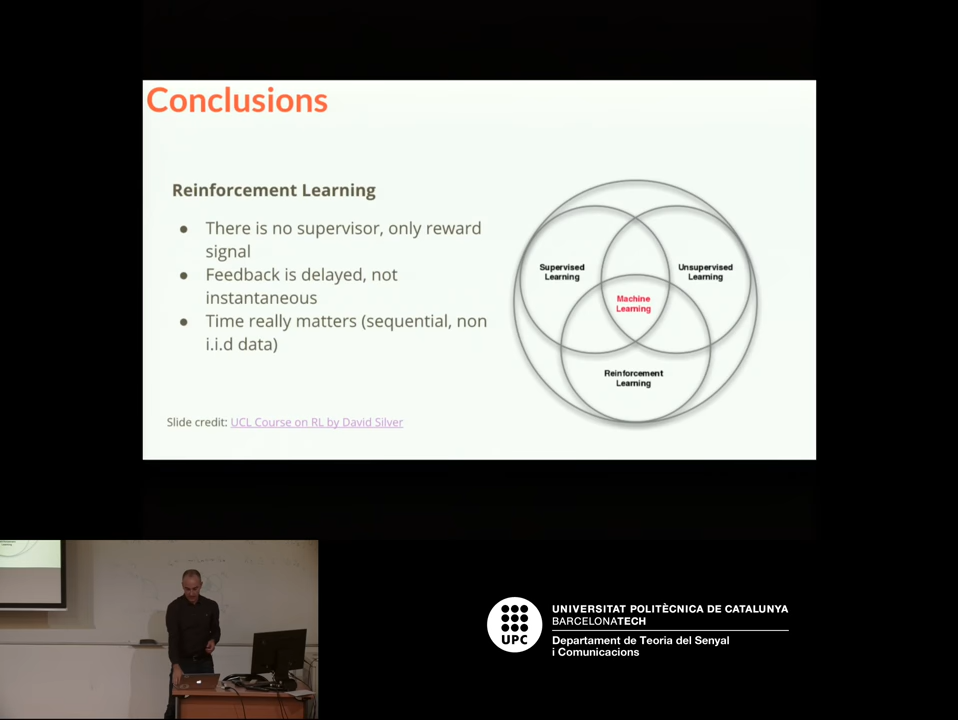 Conclusions
Reinforcement Learning
● There is no supervisor, only reward
signal
● Feedback is delayed, not
instantaneous
● Time really matters (sequential, non
i.i.d data)
Slide credit: UCL Course on RL by David Silver
Supervised
Learning
Unsupervised
Learning
Machine
Learning
Reinforcement
Learning
UPC
UNIVERSITAT POLITÈCNICA DE CATALUNYA
BARCELONATECH
Departament de Teoria del Senyal
i Comunicacions